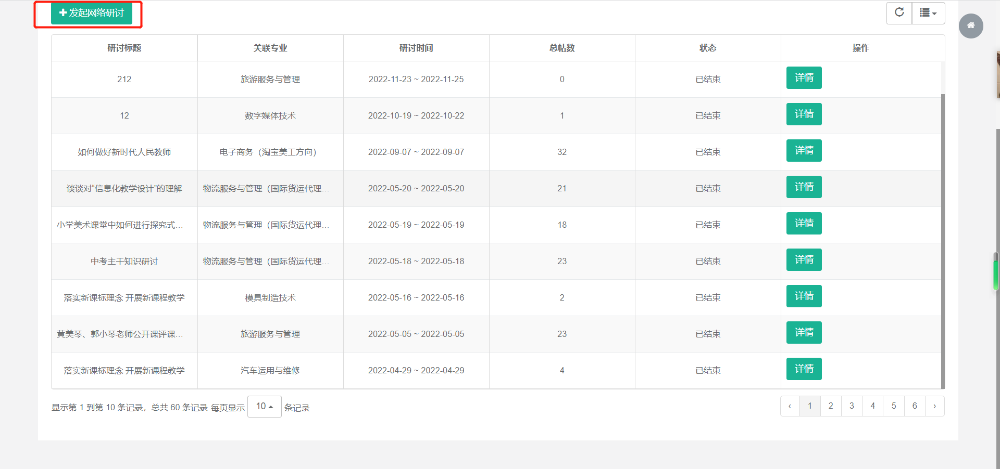 发起网络研讨
研讨标题 关联专业 研讨时间 总帖数 状态 操作
212 旅游服务与管理 2022-11-23 ~ 2022-11-25 0 已结束 详情
12 数字媒体技术 2022-10-19 ~ 2022-10-22 1 已结束 详情
如何做好新时代人民教师 电子商务（淘宝美工方向） 2022-09-07 ~ 2022-09-07 32 已结束 详情
谈谈对“信息化教学设计”的理解 物流服务与管理（国际货运代理… 2022-05-20 ~ 2022-05-20 21 已结束 详情
小学美术课堂中如何进行探究式… 物流服务与管理（国际货运代理… 2022-05-19 ~ 2022-05-19 18 已结束 详情
中考主干知识研讨 物流服务与管理（国际货运代理… 2022-05-18 ~ 2022-05-18 23 已结束 详情
落实新课标理念 开展新课程教学 模具制造技术 2022-05-16 ~ 2022-05-16 2 已结束 详情
黄美琴、郭小琴老师公开课评课… 旅游服务与管理 2022-05-05 ~ 2022-05-05 23 已结束 详情
落实新课标理念 开展新课程教学 汽车运用与维修 2022-04-29 ~ 2022-04-29 4 已结束 详情
显示第 1 到第 10 条记录，总共 60 条记录 每页显示 10 条记录 ‹ 1 2 3 4 5 6 ›